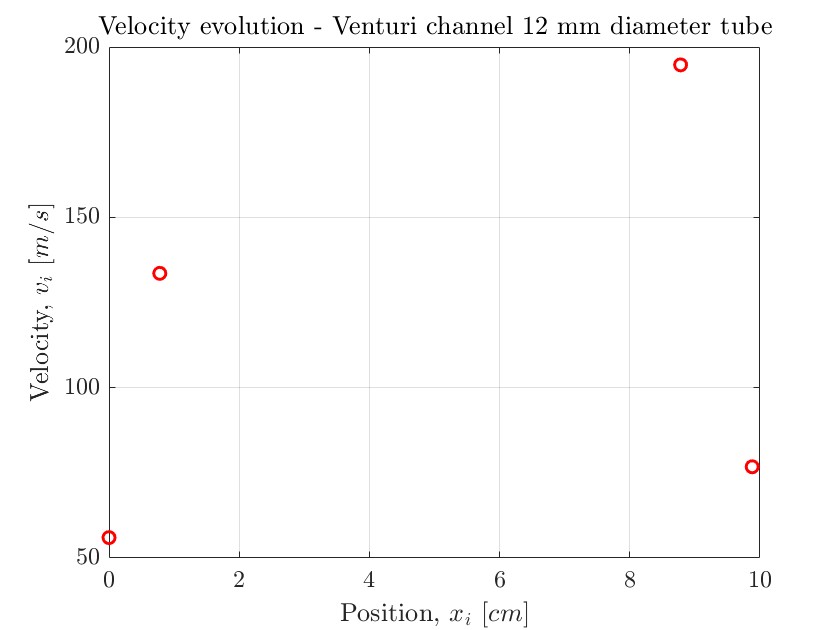 Velocity evolution - Venturi channel 12 mm diameter tube
200
150
100
50
Velocity, v_i [m/s]
0 2 4 6 8 10
Position, x_i [cm]